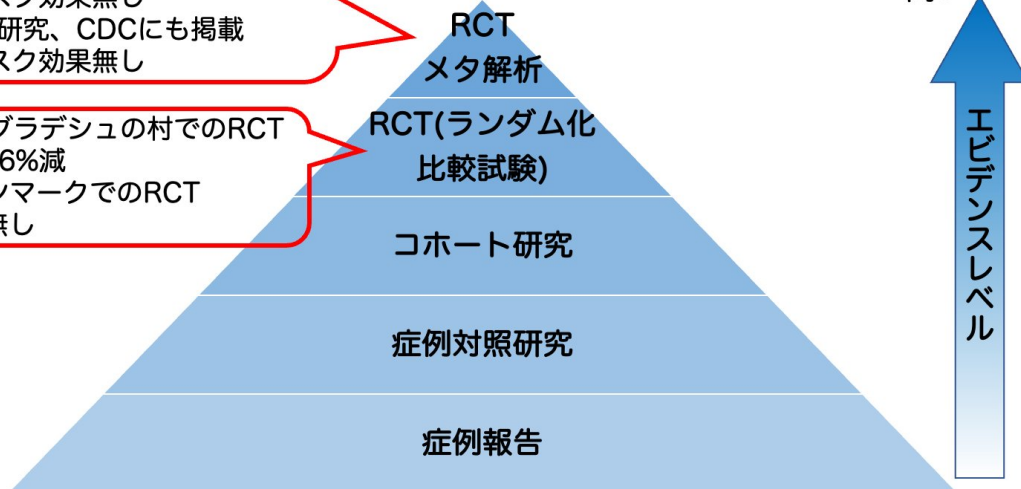 スク効果無し
研究、CDCにも掲載
スク効果無し
グラデシュの村でのRCT
6%減
ンマークでのRCT
無し
RCT
メタ解析
RCT(ランダム化
比較試験)
コホート研究
症例対照研究
症例報告
エビデンスレベル